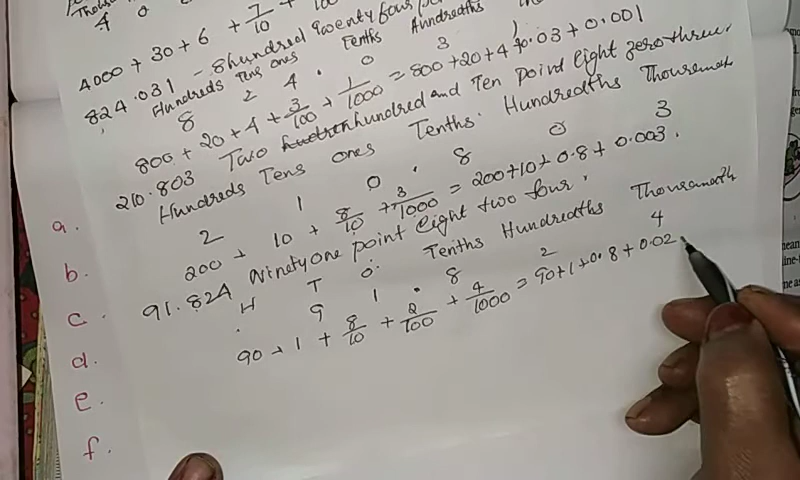 4 0
4000 + 30 + 6 + 7/10 +
824.031 - 8hundred Twenty four
Hundreds Tens ones Tenths Hundredths
8 2 4 . 0 3
800 + 20 + 4 + 3/100 + 1/1000 = 800 + 20 + 4 + 0.03 + 0.001
210.803 Two hundred and Ten point Eight zero three.
Hundreds Tens ones Tenths. Hundredths Thousandth
2 1 0 . 8 0 3
200 + 10 + 8/10 + 3/1000 = 200+10+0.8+0.003.
91.824 Ninety one point eight two four.
H T O. Tenths Hundredths Thousandth
9 1 . 8 2 4
90 + 1 + 8/10 + 2/100 + 4/1000 = 90+1+0.8+0.02
a.
b.
c.
d.
e.
f.